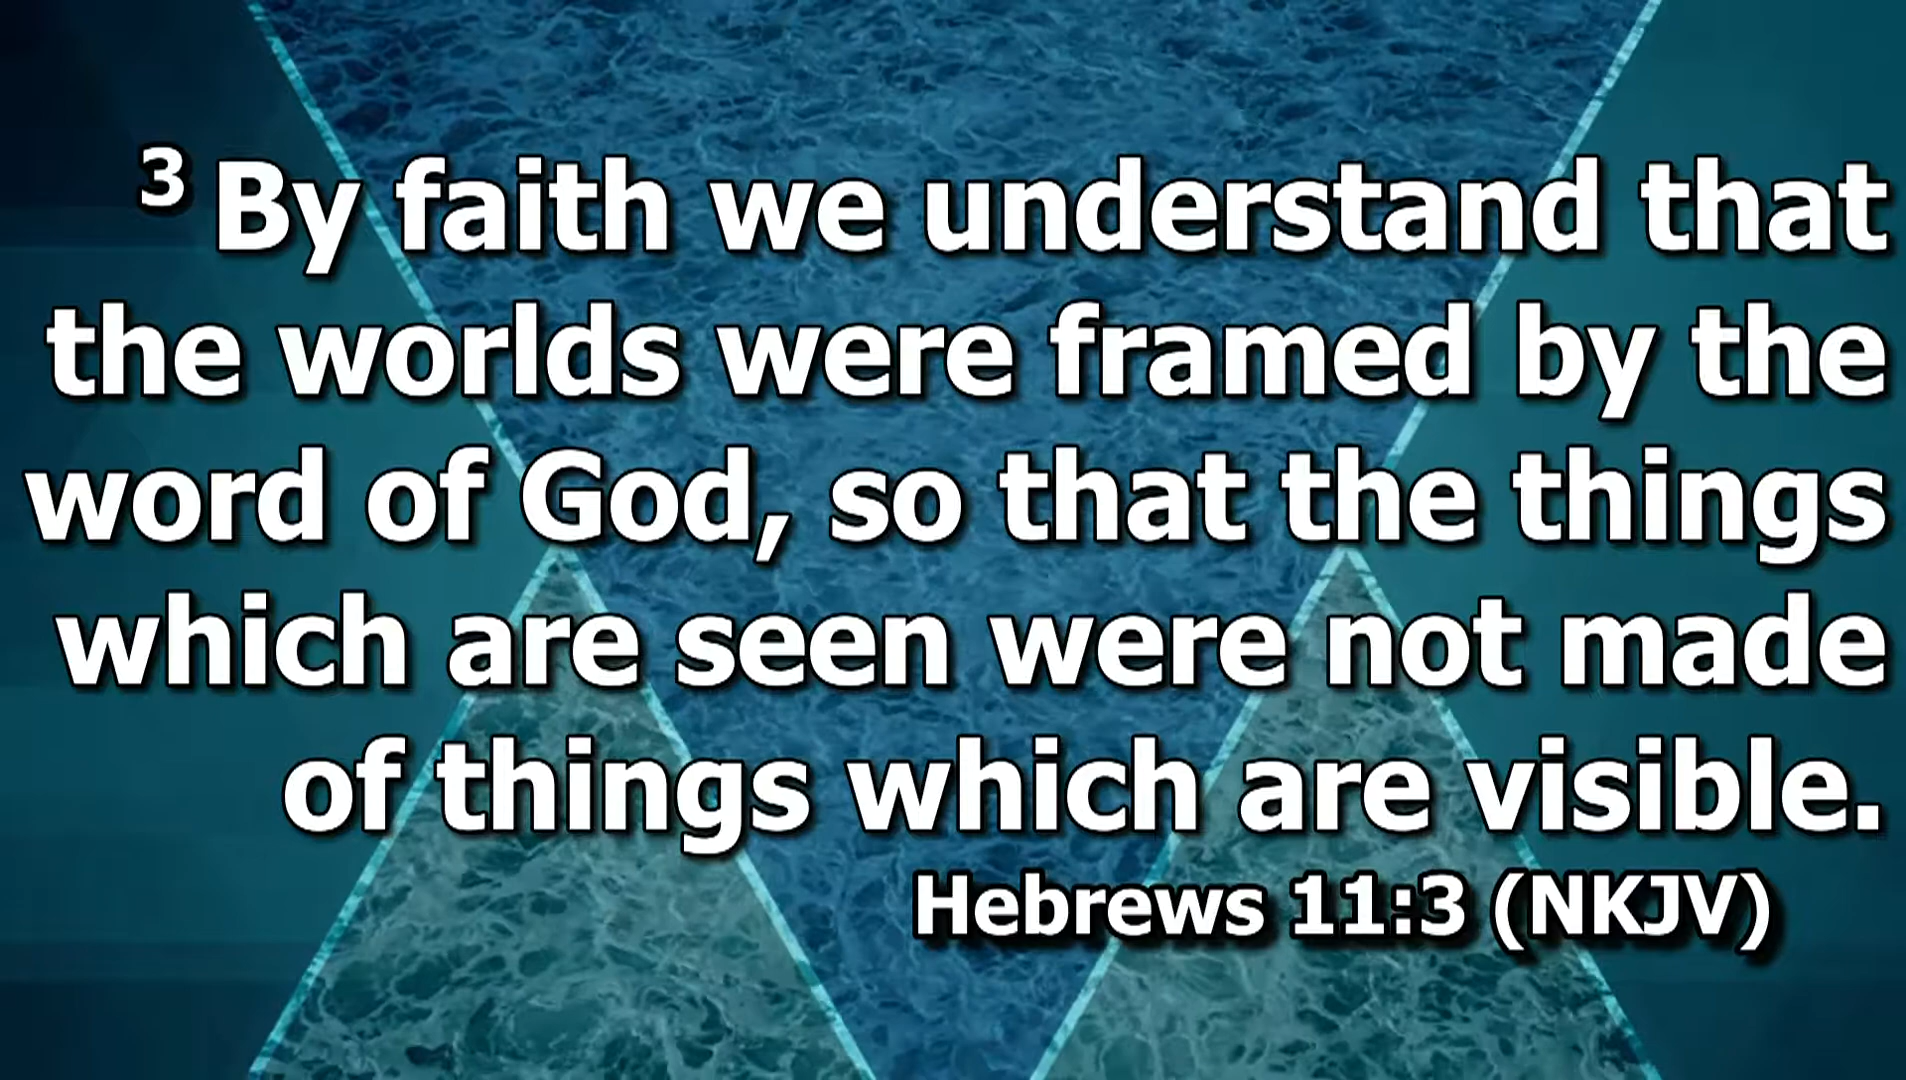 3 By faith we understand that
the worlds were framed by the
word of God, so that the things
which are seen were not made
of things which are visible.
Hebrews 11:3 (NKJV)